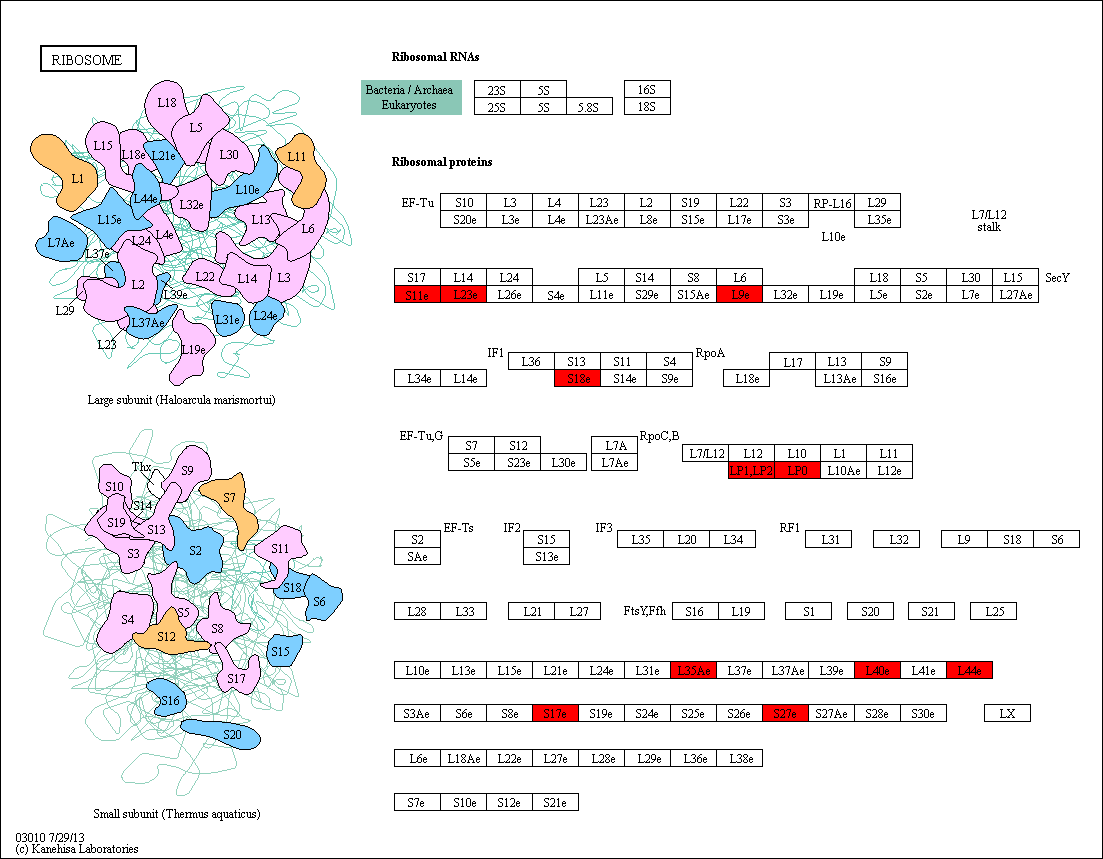 RIBOSOME
Ribosomal RNAs
Bacteria / Archaea 23S 5S 16S
Eukaryotes 25S 5S 5.8S 18S
Ribosomal proteins
EF-Tu S10 L3 L4 L23 L2 S19 L22 S3 RP-L16 L29
S20e L3e L4e L23Ae L8e S15e L17e S3e L35e
L10e
L7/L12
stalk
S17 L14 L24 L5 S14 S8 L6 L18 S5 L30 L15 SecY
S11e L23e L26e S4e L11e S29e S15Ae L9e L32e L19e L5e S2e L7e L27Ae
IF1 L36 S13 S11 S4 RpoA L17 L13 S9
L34e L14e S18e S14e S9e L18e L13Ae S16e
EF-Tu,G S7 S12 L7A RpoC,B L7/L12 L12 L10 L1 L11
S5e S23e L30e L7Ae LP1,LP2 LP0 L10Ae L12e
S2 EF-Ts IF2 S15 IF3 L35 L20 L34 RF1 L31 L32 L9 S18 S6
SAe S13e
L28 L33 L21 L27 FtsY,Ffh S16 L19 S1 S20 S21 L25
L10e L13e L15e L21e L24e L31e L35Ae L37e L37Ae L39e L40e L41e L44e
S3Ae S6e S8e S17e S19e S24e S25e S26e S27e S27Ae S28e S30e LX
L6e L18Ae L22e L27e L28e L29e L36e L38e
S7e S10e S12e S21e
L18
L5
L15
L18e
L21e
L30
L11
L1
L44e
L10e
L32e
L15e
L13
L6
L7Ae
L24
L4e
L37e
L2
L22
L14
L3
L39e
L29
L37Ae
L31e
L24e
L23
L19e
Large subunit (Haloarcula marismortui)
Thx
S9
S10
S7
S14
S19
S13
S3
S2
S11
S18
S6
S4
S5
S8
S12
S15
S17
S16
S20
Small subunit (Thermus aquaticus)
03010 7/29/13
(c) Kanehisa Laboratories